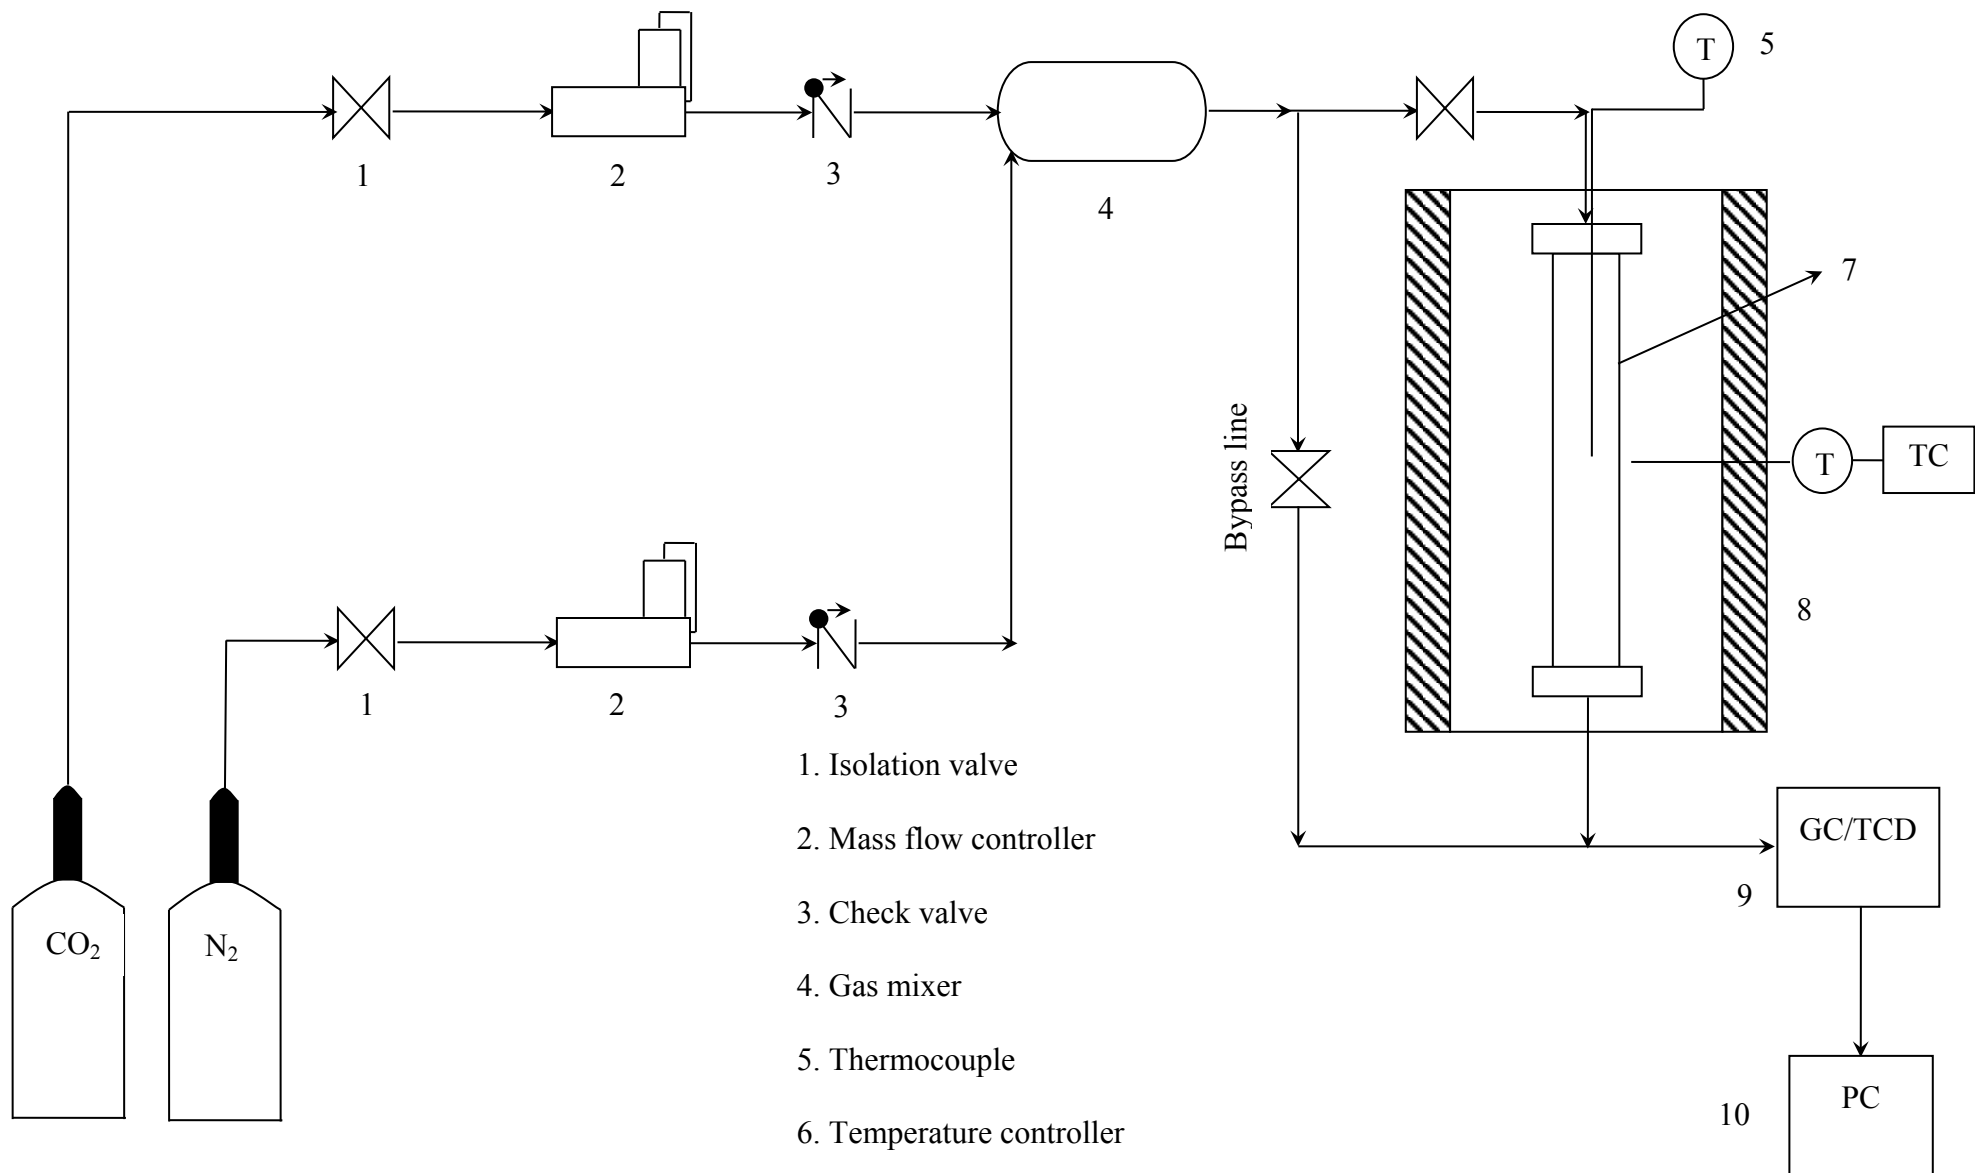 T 5
1 2 3
4
7
Bypass line
T TC
8
1 2 3
1. Isolation valve
2. Mass flow controller
3. Check valve
4. Gas mixer
5. Thermocouple
6. Temperature controller
GC/TCD
9
CO₂ N₂
PC
10